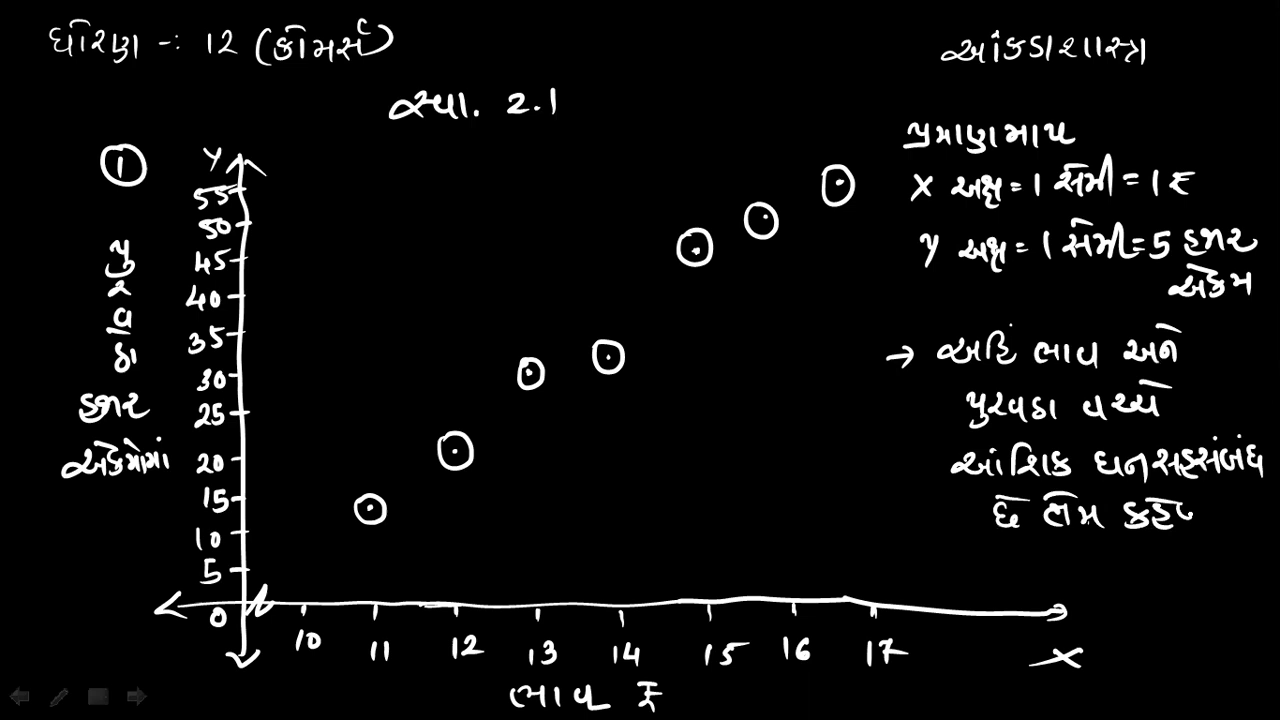 ધોરણ -: 12 (કોમર્સ)
આંકડાશાસ્ત્ર
સ્વા. 2.1
પ્રમાણમાપ
X અક્ષ = 1 સેમી = 1 ₹
Y અક્ષ = 1 સેમી = 5 હજાર
એકમ
→ અહિં ભાવ અને
પુરવઠા વચ્ચે
આંશિક ધનસહસંબંધ
છે તેમ કહેવાય
①
Y
પુરવઠો
હજાર
એકમોમાં
55
50
45
40
35
30
25
20
15
10
5
0
10 11 12 13 14 15 16 17 X
ભાવ ₹